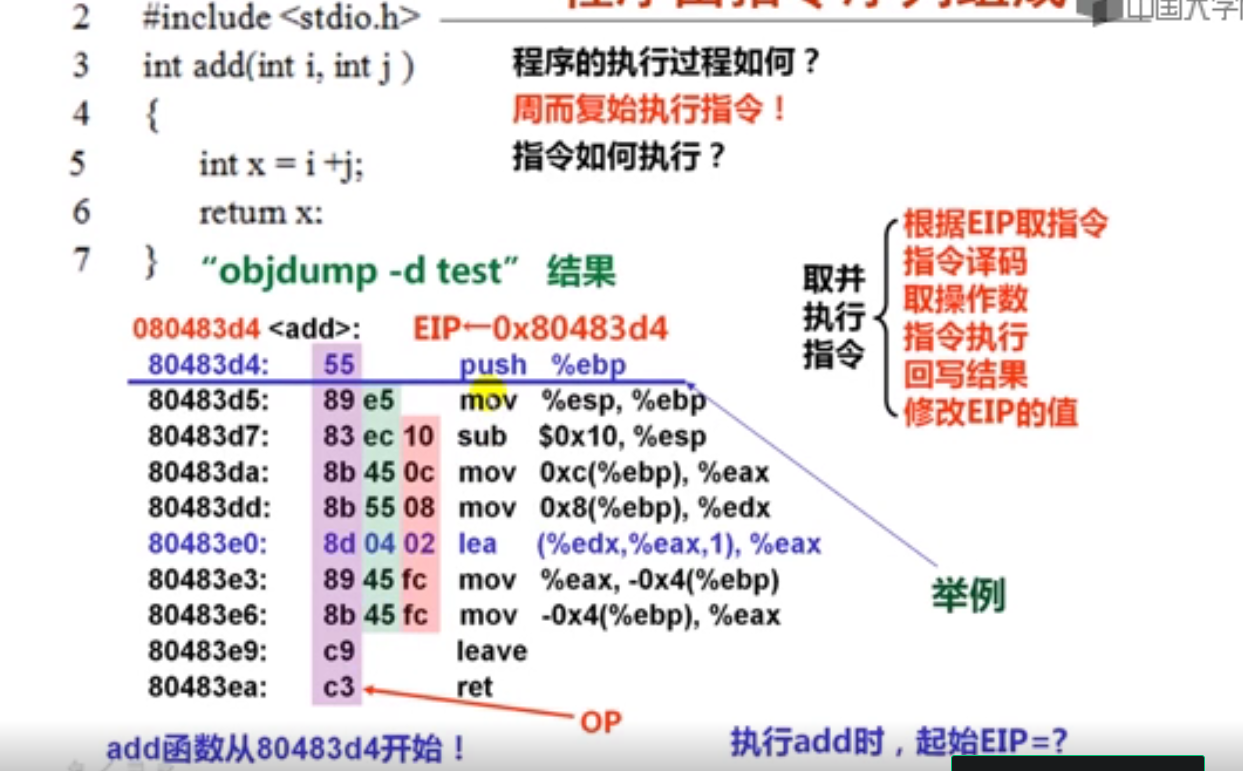 2 #include <stdio.h>
3 int add(int i, int j )
4 {
5 int x = i +j;
6 retum x:
7 }
程序的执行过程如何？
周而复始执行指令！
指令如何执行？
“objdump -d test” 结果
取并
执行
指令
根据EIP取指令
指令译码
取操作数
指令执行
回写结果
修改EIP的值
080483d4 <add>: EIP←0x80483d4
80483d4: 55 push %ebp
80483d5: 89 e5 mov %esp, %ebp
80483d7: 83 ec 10 sub $0x10, %esp
80483da: 8b 45 0c mov 0xc(%ebp), %eax
80483dd: 8b 55 08 mov 0x8(%ebp), %edx
80483e0: 8d 04 02 lea (%edx,%eax,1), %eax
80483e3: 89 45 fc mov %eax, -0x4(%ebp)
80483e6: 8b 45 fc mov -0x4(%ebp), %eax
80483e9: c9 leave
80483ea: c3 ret
举例
OP
add函数从80483d4开始！
执行add时，起始EIP=?